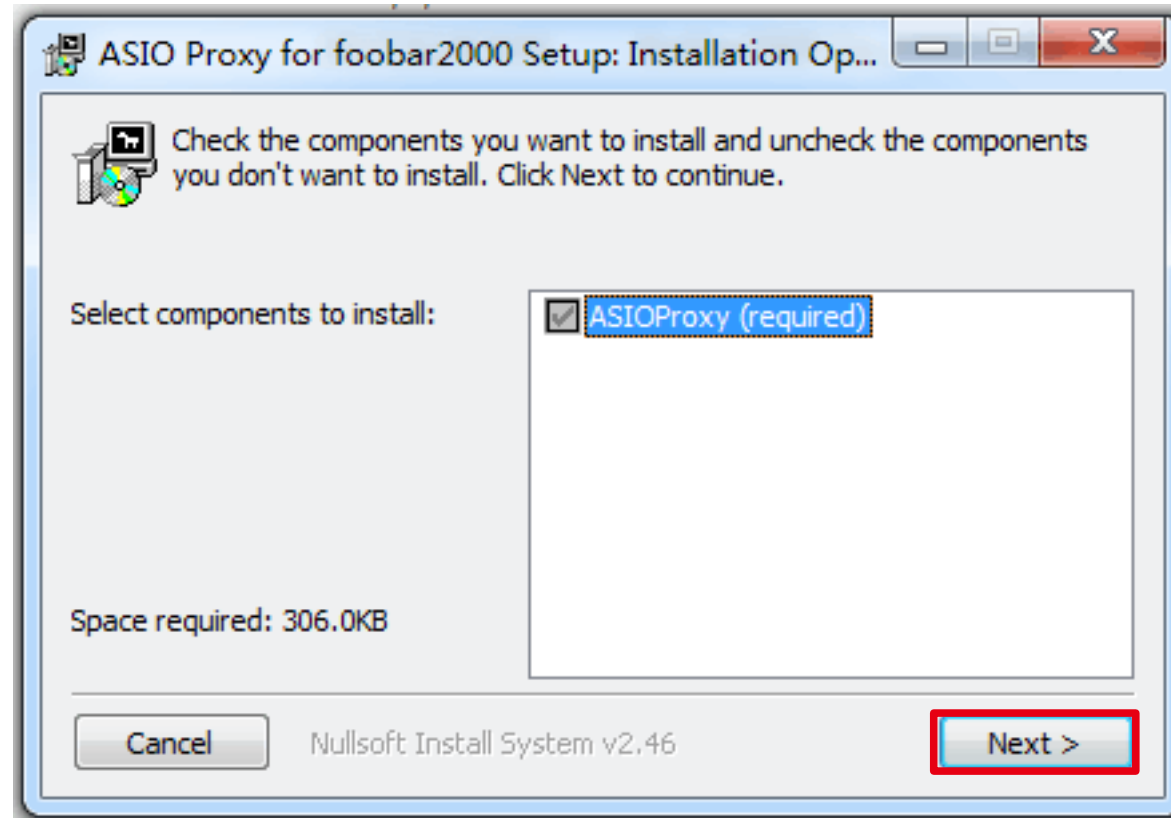 ASIO Proxy for foobar2000 Setup: Installation Op...
Check the components you want to install and uncheck the components
you don't want to install. Click Next to continue.
Select components to install:
ASIOProxy (required)
Space required: 306.0KB
Cancel
Nullsoft Install System v2.46
Next >